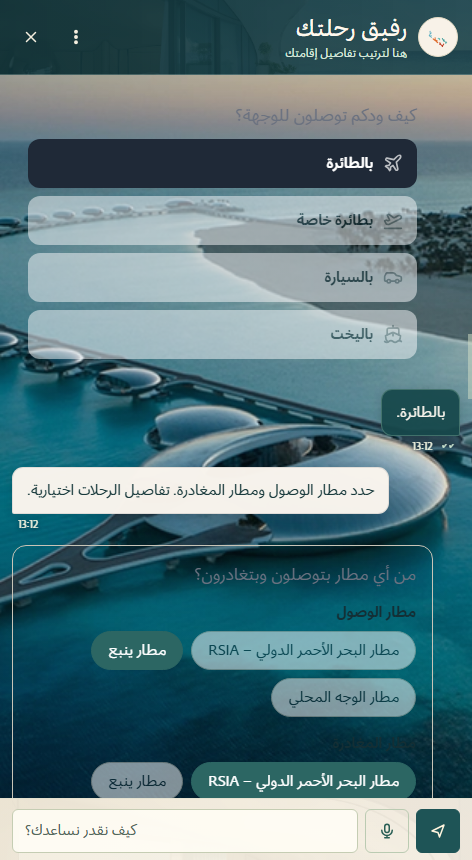 رفيق رحلتك
هنا لترتيب تفاصيل إقامتك
كيف ودكم توصلون للوجهة؟
بالطائرة
بطائرة خاصة
بالسيارة
باليخت
بالطائرة.
13:12
حدد مطار الوصول ومطار المغادرة. تفاصيل الرحلات اختيارية.
13:12
من أي مطار بتوصلون وبتغادرون؟
مطار الوصول
مطار البحر الأحمر الدولي – RSIA مطار ينبع
مطار الوجه المحلي
مطار البحر الأحمر الدولي – RSIA مطار ينبع
كيف نقدر نساعدك؟